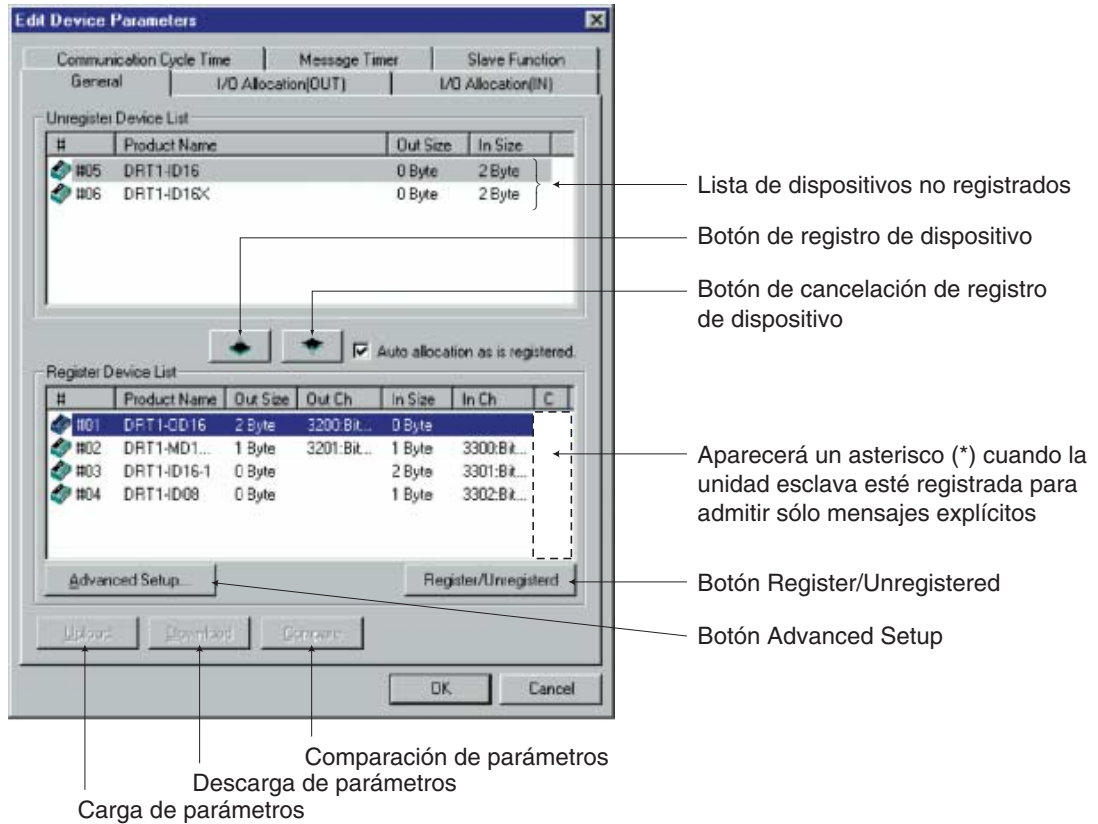 Edit Device Parameters
Communication Cycle Time
Message Timer
Slave Function
General
I/O Allocation(OUT)
I/O Allocation(IN)
Unregister Device List
# Product Name Out Size In Size
#05 DRT1-ID16 0 Byte 2 Byte
#06 DRT1-ID16X 0 Byte 2 Byte
Lista de dispositivos no registrados
Botón de registro de dispositivo
Botón de cancelación de registro
de dispositivo
Auto allocation as is registered.
Register Device List
# Product Name Out Size Out Ch In Size In Ch C
#01 DRT1-OD16 2 Byte 3200:Bit... 0 Byte
#02 DRT1-MD1... 1 Byte 3201:Bit... 1 Byte 3300:Bit...
#03 DRT1-ID16-1 0 Byte 2 Byte 3301:Bit...
#04 DRT1-ID08 0 Byte 1 Byte 3302:Bit...
Aparecerá un asterisco (*) cuando la
unidad esclava esté registrada para
admitir sólo mensajes explícitos
Advanced Setup...
Register/Unregisterd
Botón Register/Unregistered
Botón Advanced Setup
Upload
Download
Compare
OK
Cancel
Comparación de parámetros
Descarga de parámetros
Carga de parámetros